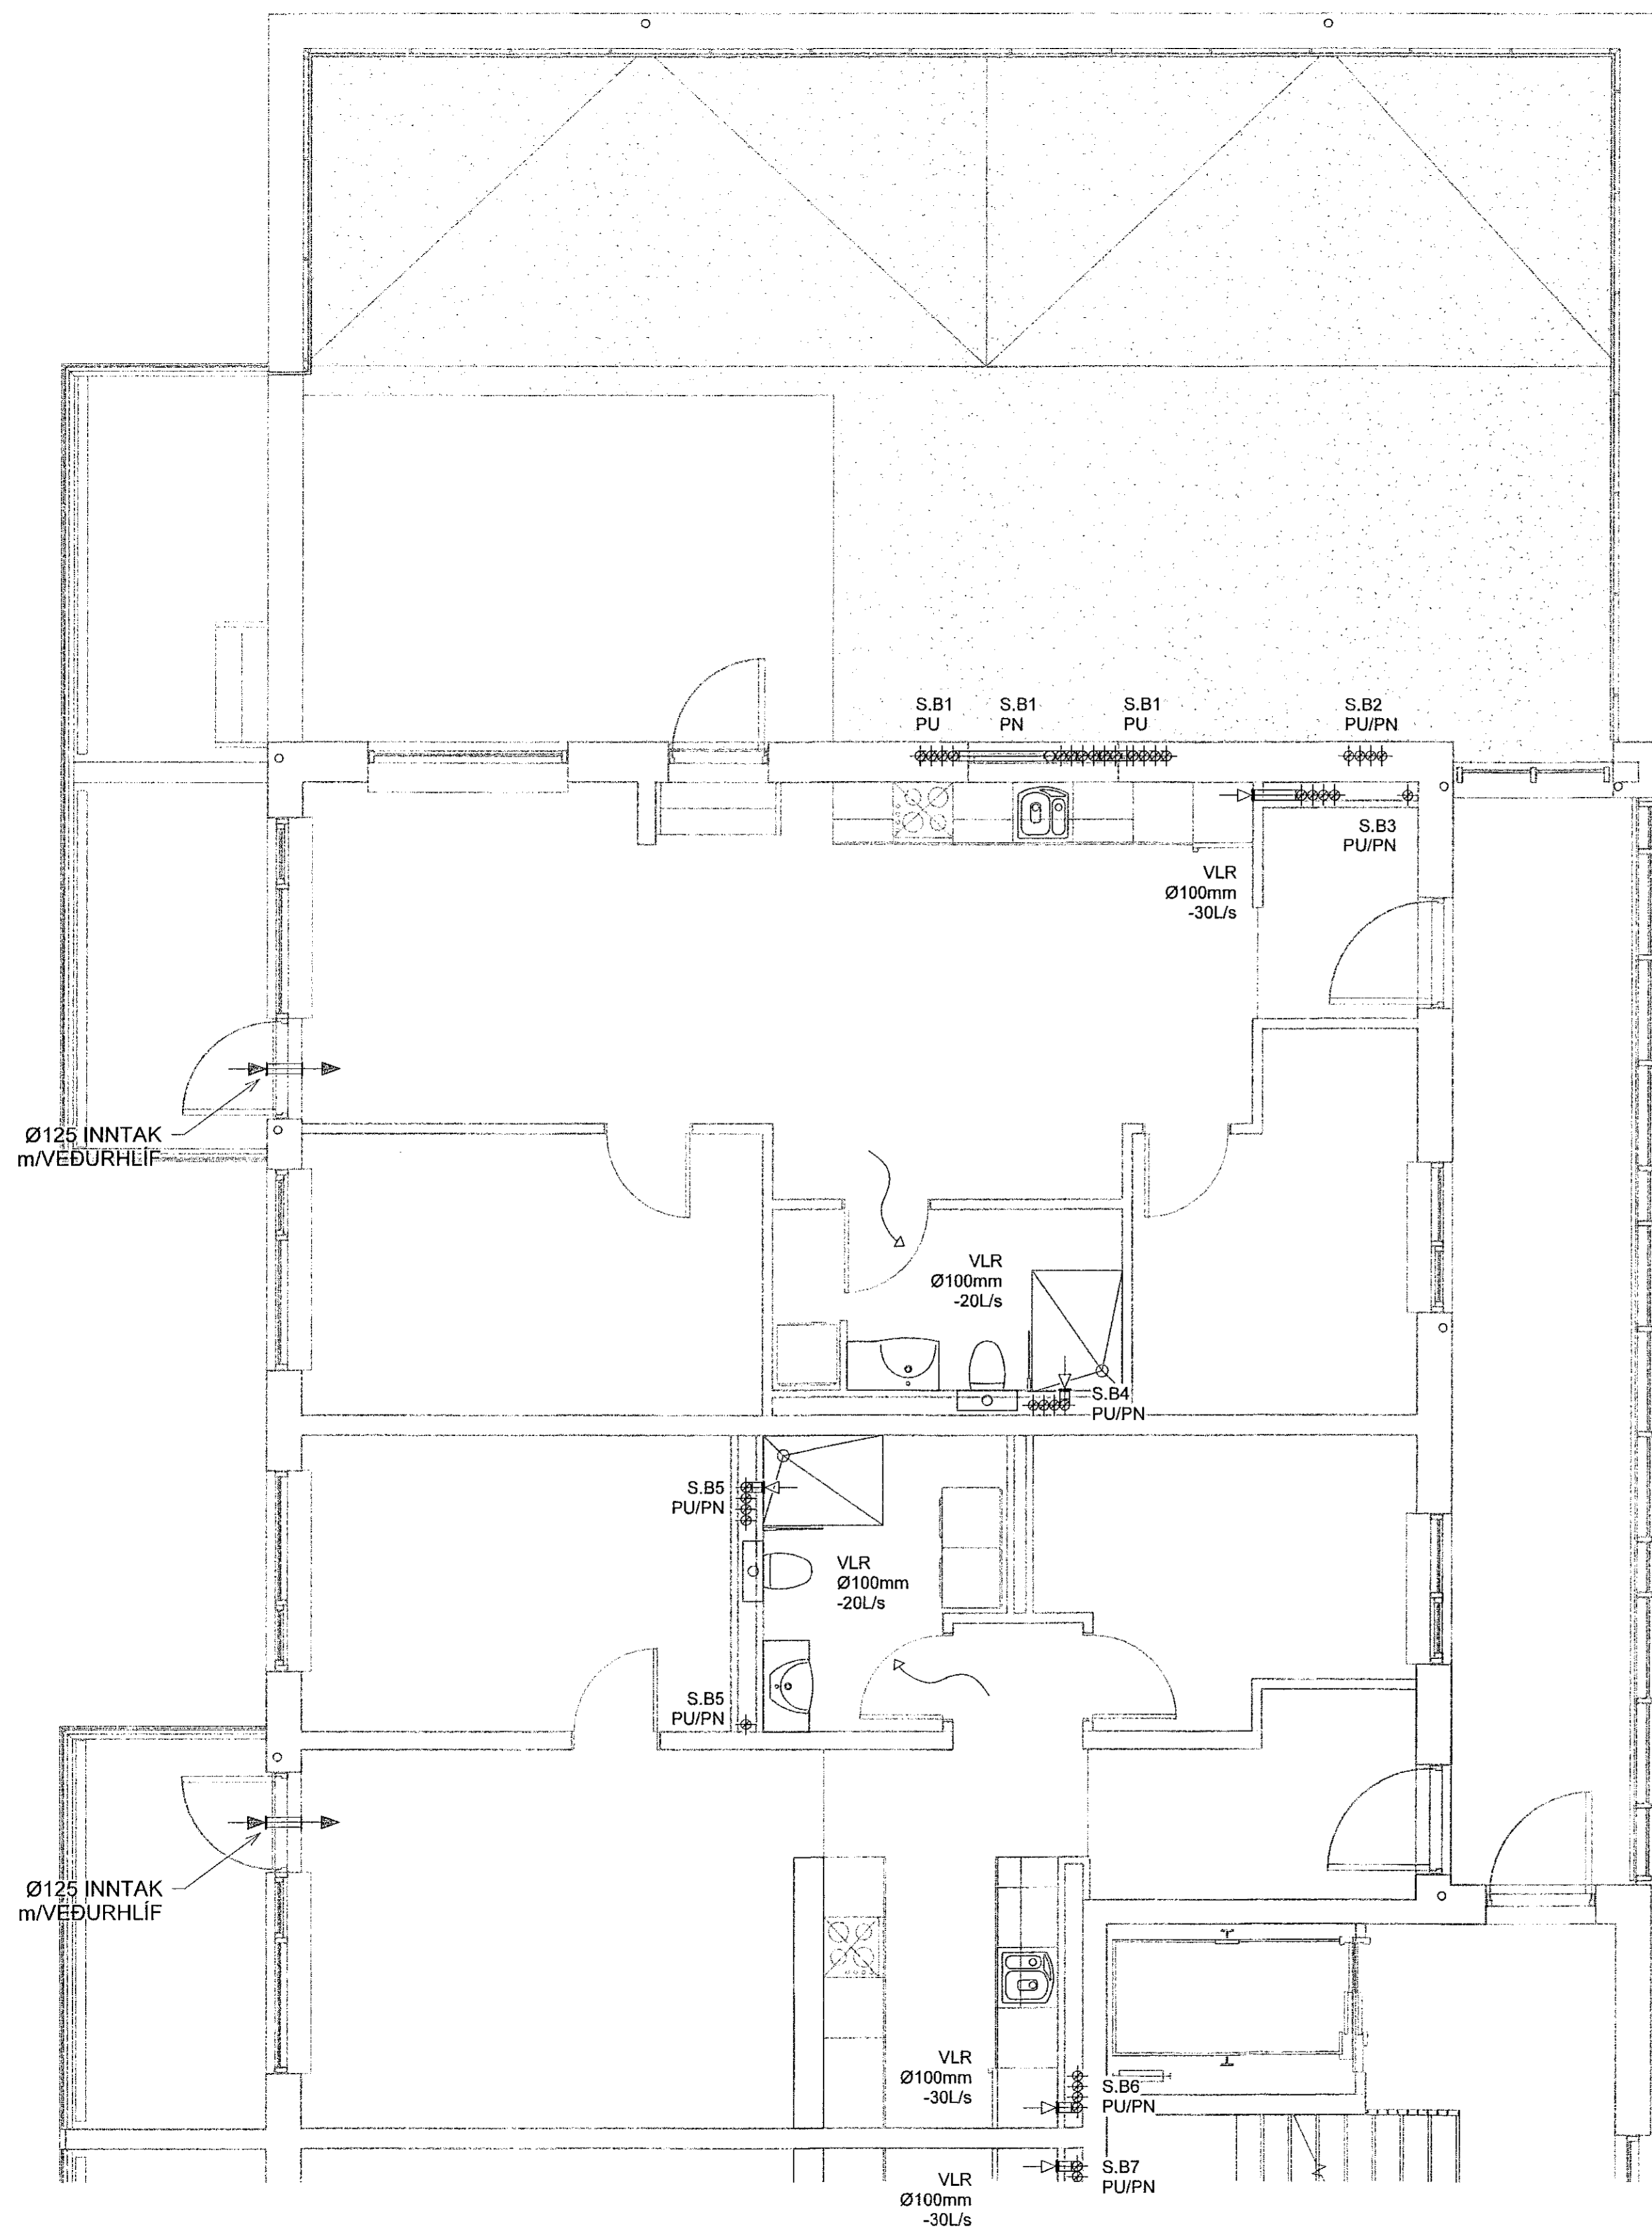 S.B1
PU
S.B1
PN
S.B1
PU
S.B2
PU/PN
S.B3
PU/PN
VLR
Ø100mm
-30L/s
Ø125 INNTAK
m/VEÐURHLÍF
VLR
Ø100mm
-20L/s
S.B4
PU/PN
S.B5
PU/PN
VLR
Ø100mm
-20L/s
S.B5
PU/PN
Ø125 INNTAK
m/VEÐURHLÍF
VLR
Ø100mm
-30L/s
S.B6
PU/PN
S.B7
PU/PN
VLR
Ø100mm
-30L/s